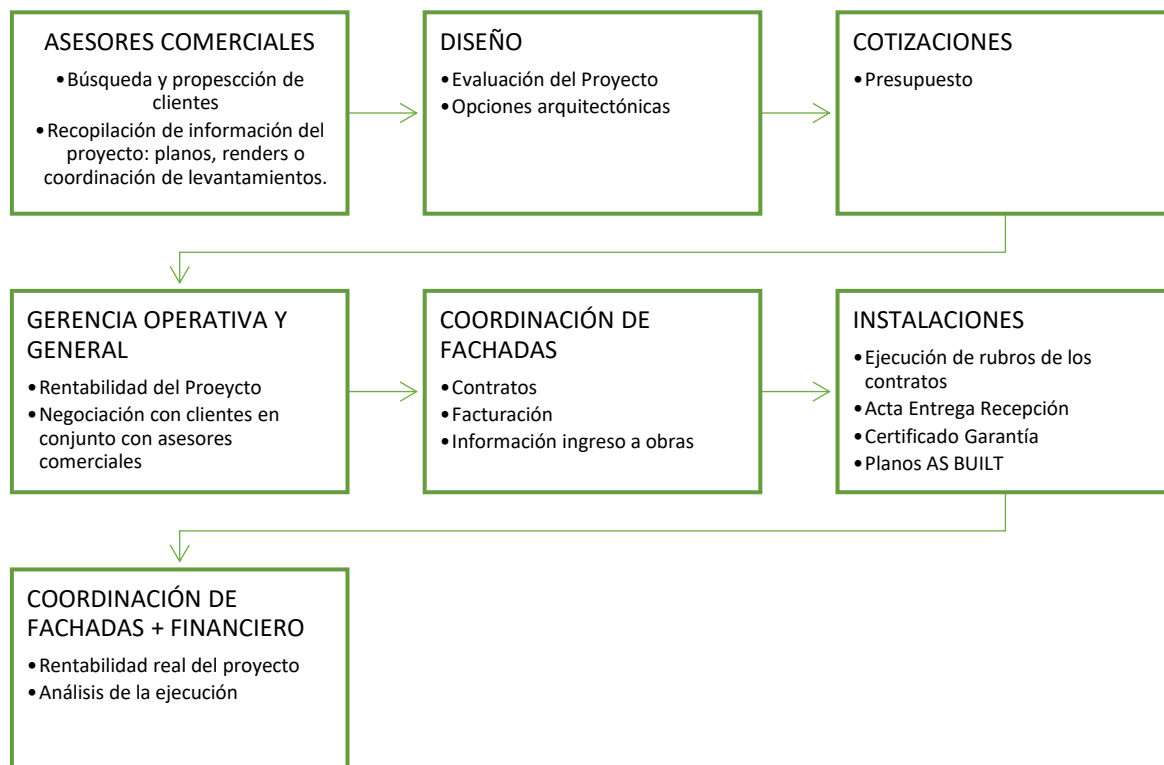 ASESORES COMERCIALES
•Búsqueda y propescción de
clientes
•Recopilación de información del
proyecto: planos, renders o
coordinación de levantamientos.
DISEÑO
•Evaluación del Proyecto
•Opciones arquitectónicas
COTIZACIONES
•Presupuesto
GERENCIA OPERATIVA Y
GENERAL
•Rentabilidad del Proeycto
•Negociación con clientes en
conjunto con asesores
comerciales
COORDINACIÓN DE
FACHADAS
•Contratos
•Facturación
•Información ingreso a obras
INSTALACIONES
•Ejecución de rubros de los
contratos
•Acta Entrega Recepción
•Certificado Garantía
•Planos AS BUILT
COORDINACIÓN DE
FACHADAS + FINANCIERO
•Rentabilidad real del proyecto
•Análisis de la ejecución